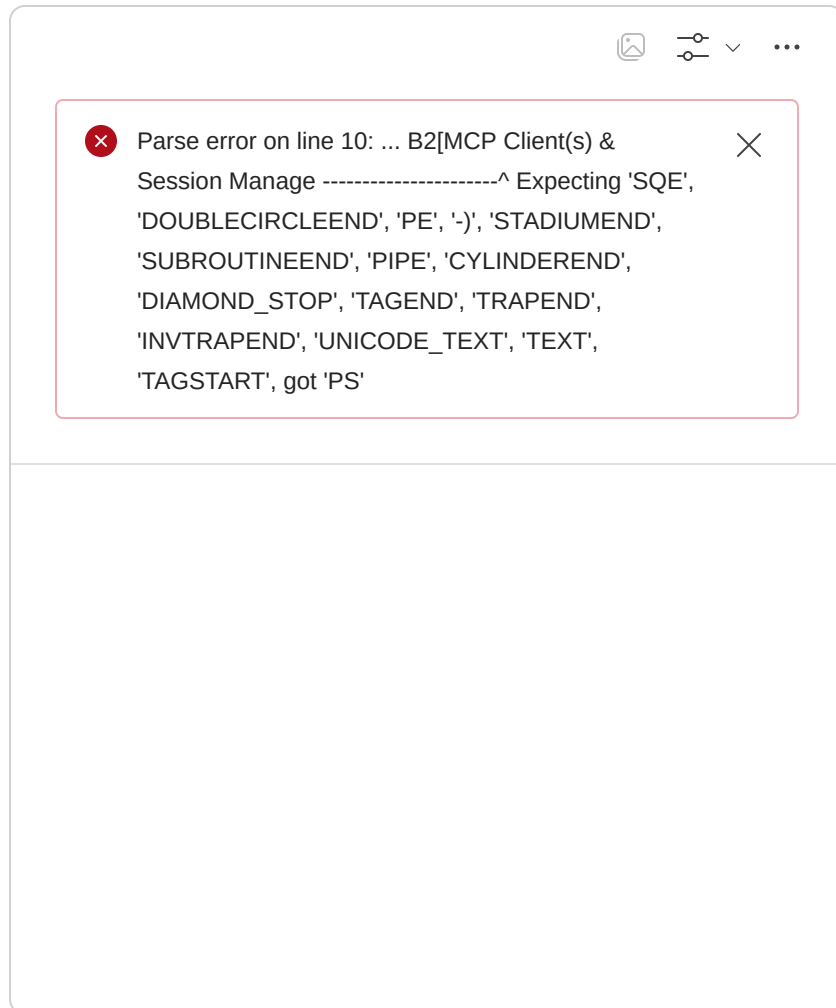 Parse error on line 10: ... B2[MCP Client(s) &
Session Manage ----------------------^ Expecting 'SQE',
'DOUBLECIRCLEEND', 'PE', '-)', 'STADIUMEND',
'SUBROUTINEEND', 'PIPE', 'CYLINDEREND',
'DIAMOND_STOP', 'TAGEND', 'TRAPEND',
'INVTRAPEND', 'UNICODE_TEXT', 'TEXT',
'TAGSTART', got 'PS'